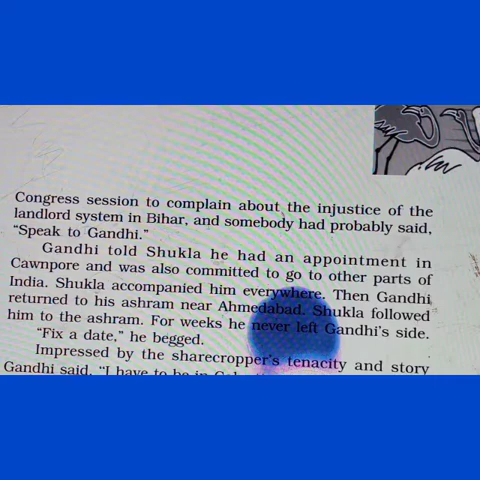 Congress session to complain about the injustice of the
landlord system in Bihar, and somebody had probably said,
“Speak to Gandhi.”
Gandhi told Shukla he had an appointment in
Cawnpore and was also committed to go to other parts of
India. Shukla accompanied him everywhere. Then Gandhi
returned to his ashram near Ahmedabad. Shukla followed
him to the ashram. For weeks he never left Gandhi’s side.
“Fix a date,” he begged.
Impressed by the sharecropper’s tenacity and story
Gandhi said, “I have to be in